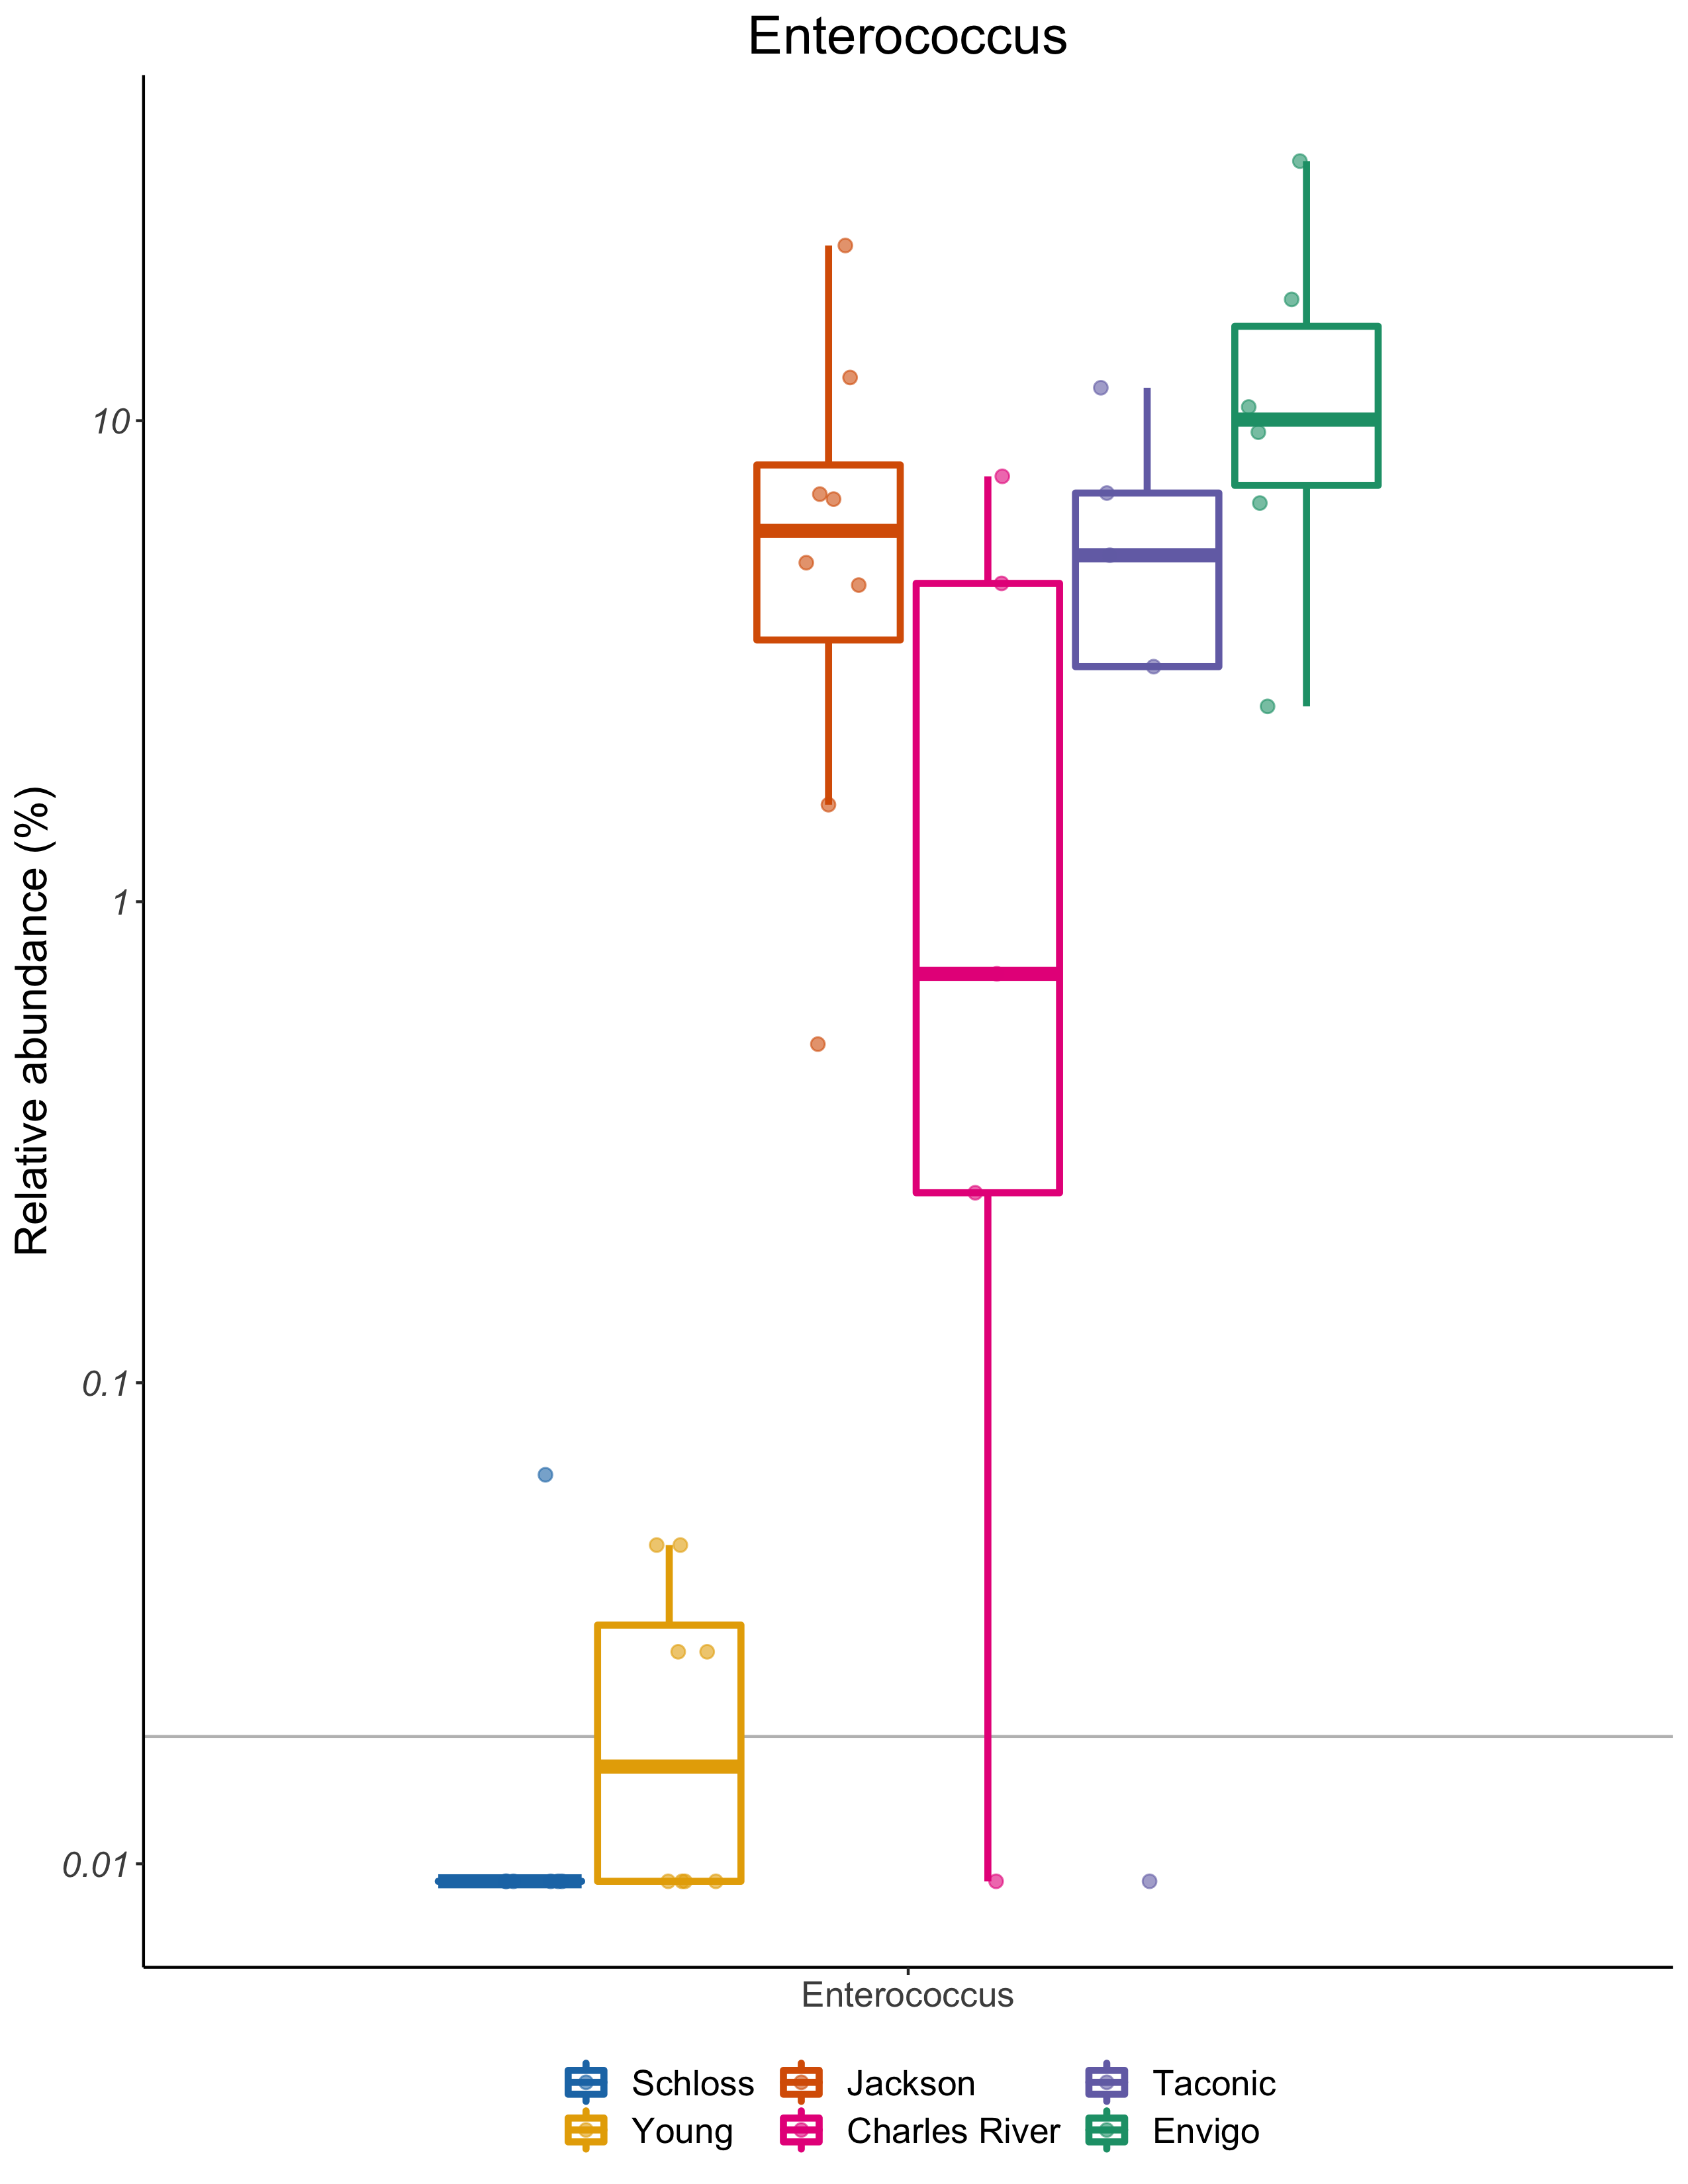 Enterococcus
Relative abundance (%)
10
1
0.1
0.01
Enterococcus
Schloss
Jackson
Taconic
Young
Charles River
Envigo